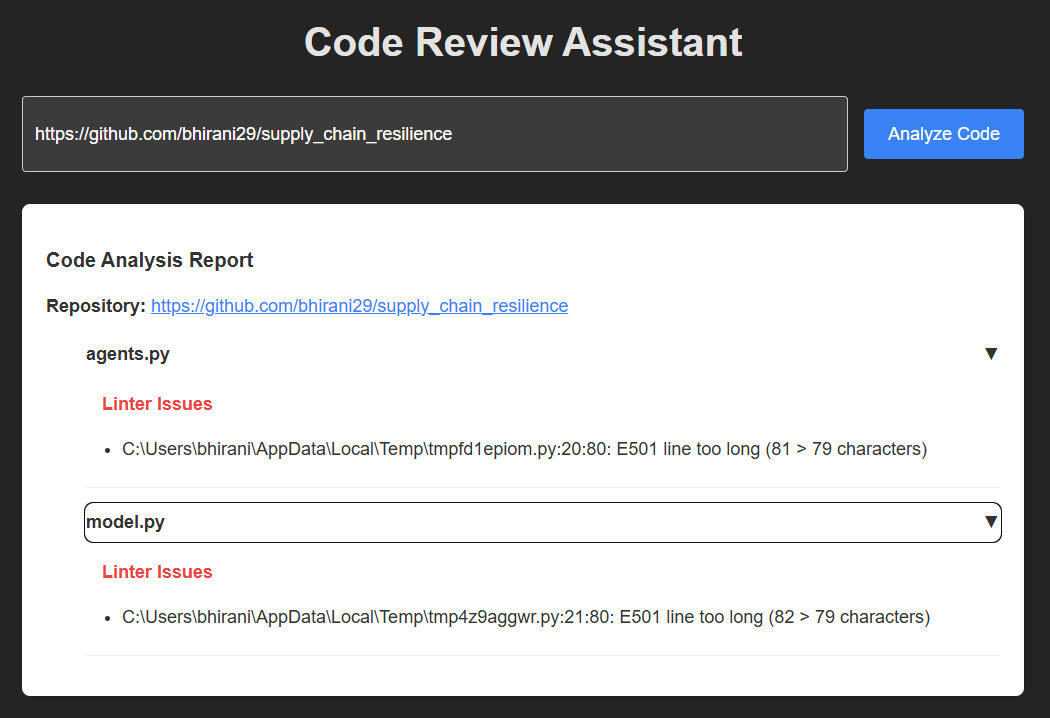 Code Review Assistant
https://github.com/bhirani29/supply_chain_resilience
Analyze Code
Code Analysis Report
Repository: https://github.com/bhirani29/supply_chain_resilience
agents.py ▼
Linter Issues
• C:\Users\bhirani\AppData\Local\Temp\tmpfd1epiom.py:20:80: E501 line too long (81 > 79 characters)
model.py ▼
Linter Issues
• C:\Users\bhirani\AppData\Local\Temp\tmp4z9aggwr.py:21:80: E501 line too long (82 > 79 characters)